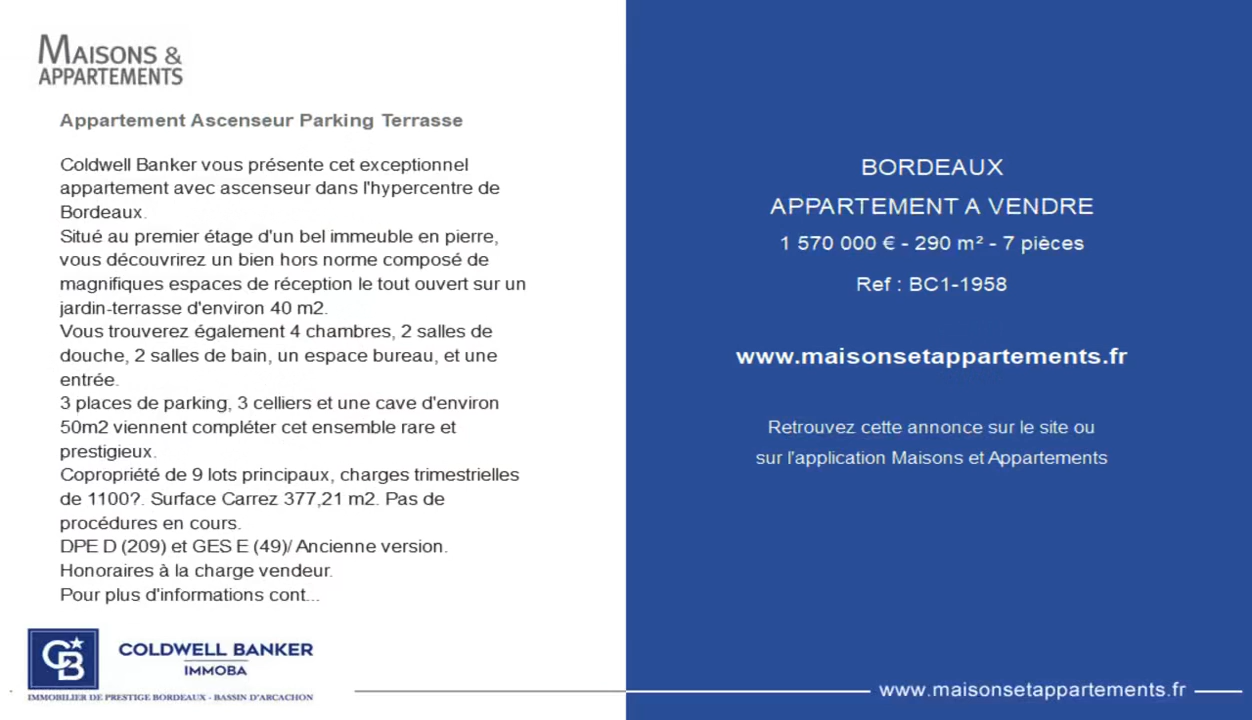 MAISONS &
APPARTEMENTS
Appartement Ascenseur Parking Terrasse
Coldwell Banker vous présente cet exceptionnel
appartement avec ascenseur dans l'hypercentre de
Bordeaux.
Situé au premier étage d'un bel immeuble en pierre,
vous découvrirez un bien hors norme composé de
magnifiques espaces de réception le tout ouvert sur un
jardin-terrasse d'environ 40 m2.
Vous trouverez également 4 chambres, 2 salles de
douche, 2 salles de bain, un espace bureau, et une
entrée.
3 places de parking, 3 celliers et une cave d'environ
50m2 viennent compléter cet ensemble rare et
prestigieux.
Copropriété de 9 lots principaux, charges trimestrielles
de 1100?. Surface Carrez 377,21 m2. Pas de
procédures en cours.
DPE D (209) et GES E (49)/ Ancienne version.
Honoraires à la charge vendeur.
Pour plus d'informations cont...
CB
COLDWELL BANKER
IMMOBA
IMMOBILIER DE PRESTIGE BORDEAUX - BASSIN D'ARCACHON
BORDEAUX
APPARTEMENT A VENDRE
1 570 000 € - 290 m² - 7 pièces
Ref : BC1-1958
www.maisonsetappartements.fr
Retrouvez cette annonce sur le site ou
sur l'application Maisons et Appartements
www.maisonsetappartements.fr